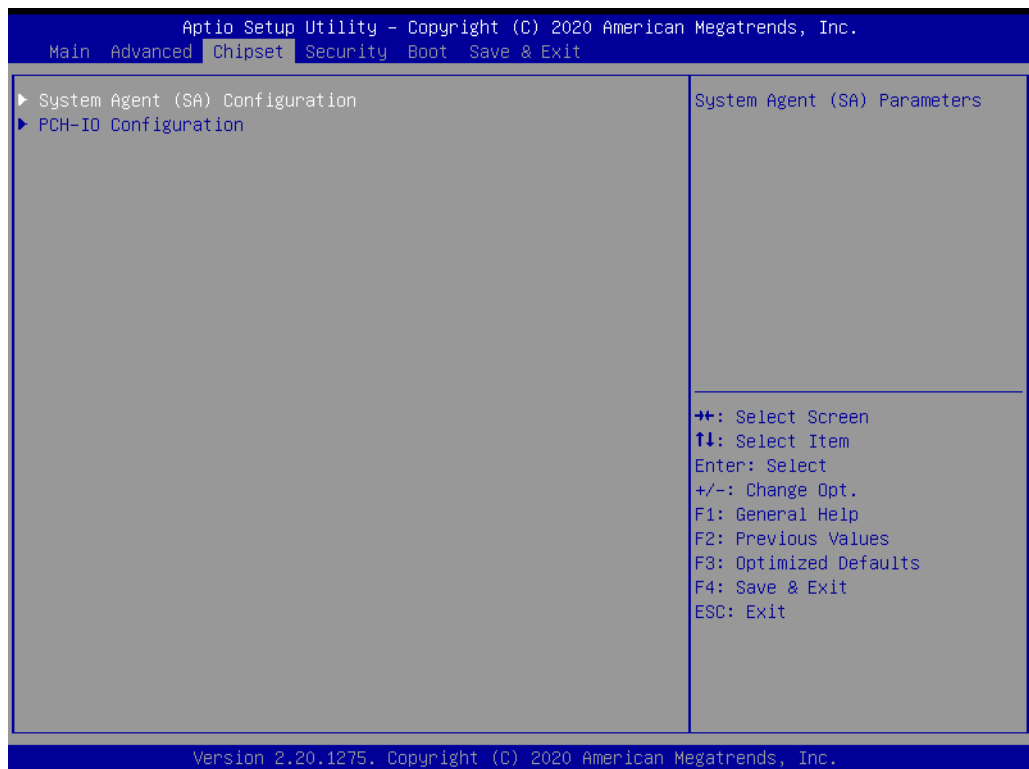 Aptio Setup Utility – Copyright (C) 2020 American Megatrends, Inc.
Main Advanced Chipset Security Boot Save & Exit
▶ System Agent (SA) Configuration
▶ PCH-IO Configuration
System Agent (SA) Parameters
→←: Select Screen
↑↓: Select Item
Enter: Select
+/-: Change Opt.
F1: General Help
F2: Previous Values
F3: Optimized Defaults
F4: Save & Exit
ESC: Exit
Version 2.20.1275. Copyright (C) 2020 American Megatrends, Inc.